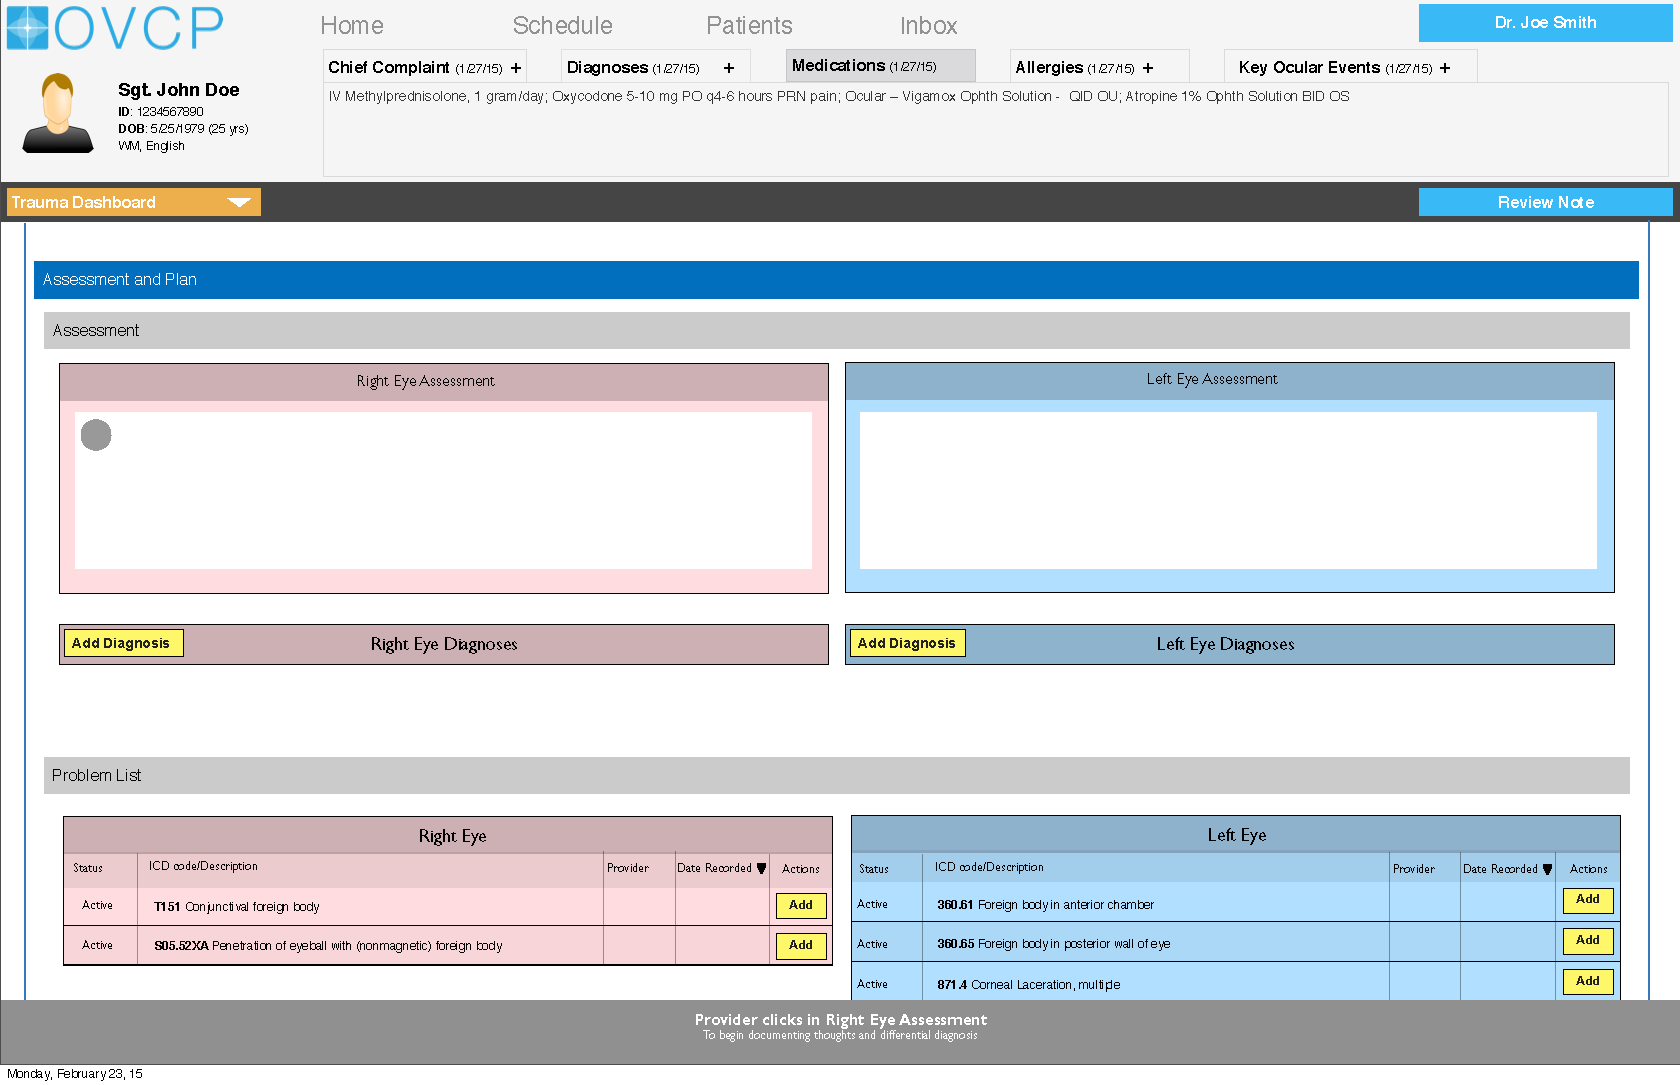 OVCP
Home Schedule Patients Inbox
Dr. Joe Smith
Chief Complaint (1/27/15) + Diagnoses (1/27/15) + Medications (1/27/15) Allergies (1/27/15) + Key Ocular Events (1/27/15) +
Sgt. John Doe
ID: 1234567890
DOB: 5/25/1979 (25 yrs)
WM, English
IV Methylprednisolone, 1 gram/day; Oxycodone 5-10 mg PO q4-6 hours PRN pain; Ocular – Vigamox Ophth Solution - QID OU; Atropine 1% Ophth Solution BID OS
Trauma Dashboard
Review Note
Assessment and Plan
Assessment
Right Eye Assessment
Left Eye Assessment
Add Diagnosis Right Eye Diagnoses
Add Diagnosis Left Eye Diagnoses
Problem List
Right Eye
Status ICD code/Description Provider Date Recorded ▼ Actions
Active T151 Conjunctival foreign body Add
Active S05.52XA Penetration of eyeball with (nonmagnetic) foreign body Add
Left Eye
Status ICD code/Description Provider Date Recorded ▼ Actions
Active 360.61 Foreign body in anterior chamber Add
Active 360.65 Foreign body in posterior wall of eye Add
Active 871.4 Corneal Laceration, multiple Add
Provider clicks in Right Eye Assessment
To begin documenting thoughts and differential diagnosis
Monday, February 23, 15